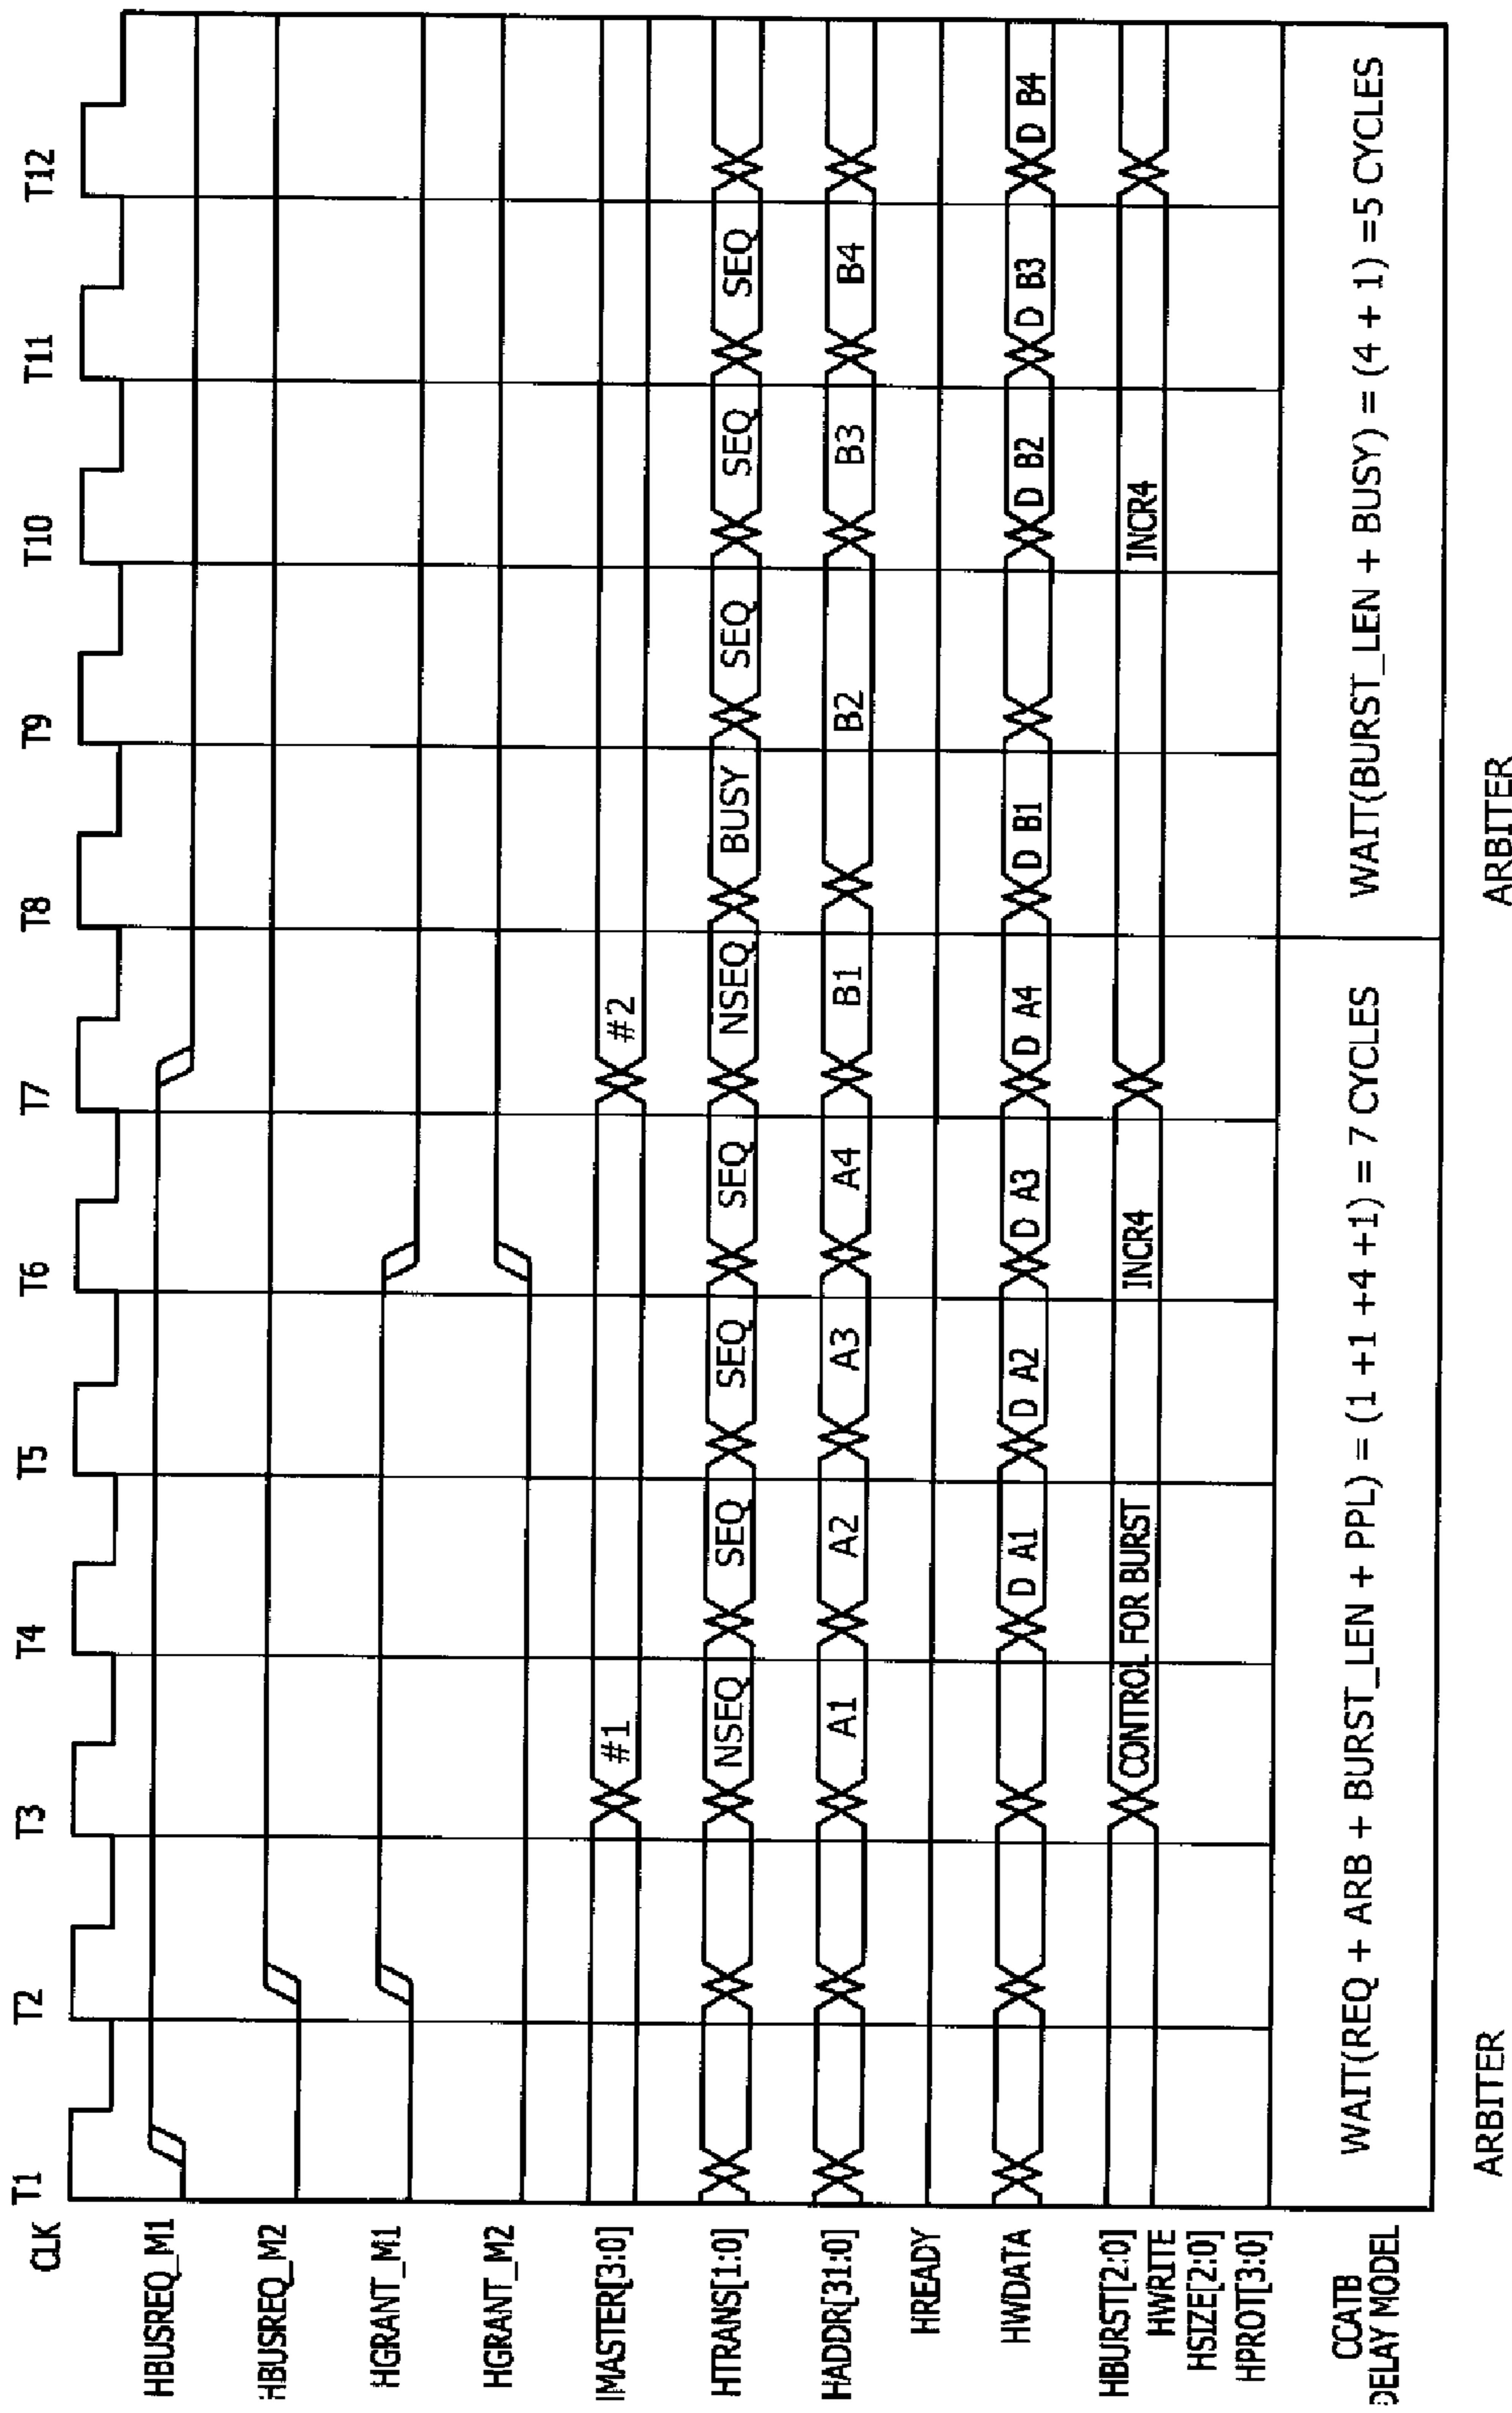 T1 T2 T3 T4 T5 T6 T7 T8 T9 T10 T11 T12
CLK
HBUSREQ_M1
HBUSREQ_M2
HGRANT_M1
HGRANT_M2
IMASTER[3:0] #1 #2
HTRANS[1:0] NSEQ SEQ SEQ SEQ NSEQ BUSY SEQ SEQ SEQ
HADDR[31:0] A1 A2 A3 A4 B1 B2 B3 B4
HREADY
HWDATA D A1 D A2 D A3 D A4 D B1 D B2 D B3 D B4
HBURST[2:0] CONTROL FOR BURST INCR4 INCR4
HWRITE
HSIZE[2:0]
HPROT[3:0]
CCATB
DELAY MODEL
WAIT(REQ + ARB + BURST_LEN + PPL) = (1 +1 +4 +1) = 7 CYCLES
WAIT(BURST_LEN + BUSY) = (4 + 1) =5 CYCLES
ARBITER ARBITER